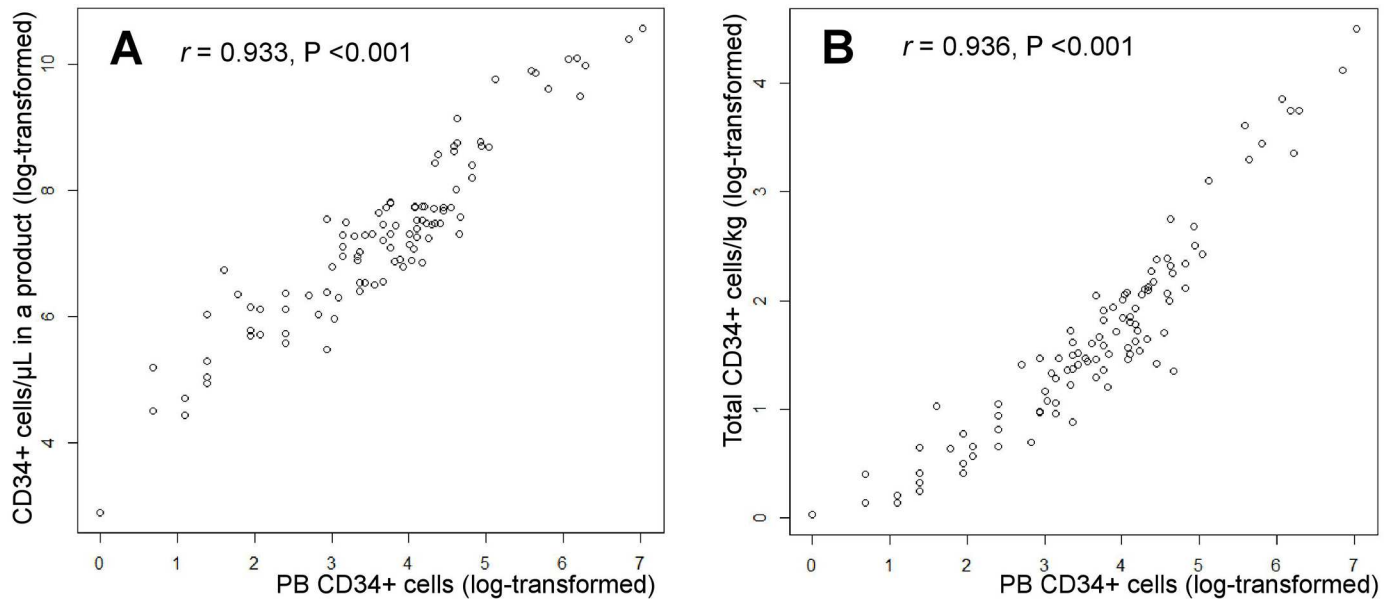 A
r = 0.933, P <0.001
CD34+ cells/µL in a product (log-transformed)
10
8
6
4
0 1 2 3 4 5 6 7
PB CD34+ cells (log-transformed)
B
r = 0.936, P <0.001
Total CD34+ cells/kg (log-transformed)
4
3
2
1
0
0 1 2 3 4 5 6 7
PB CD34+ cells (log-transformed)